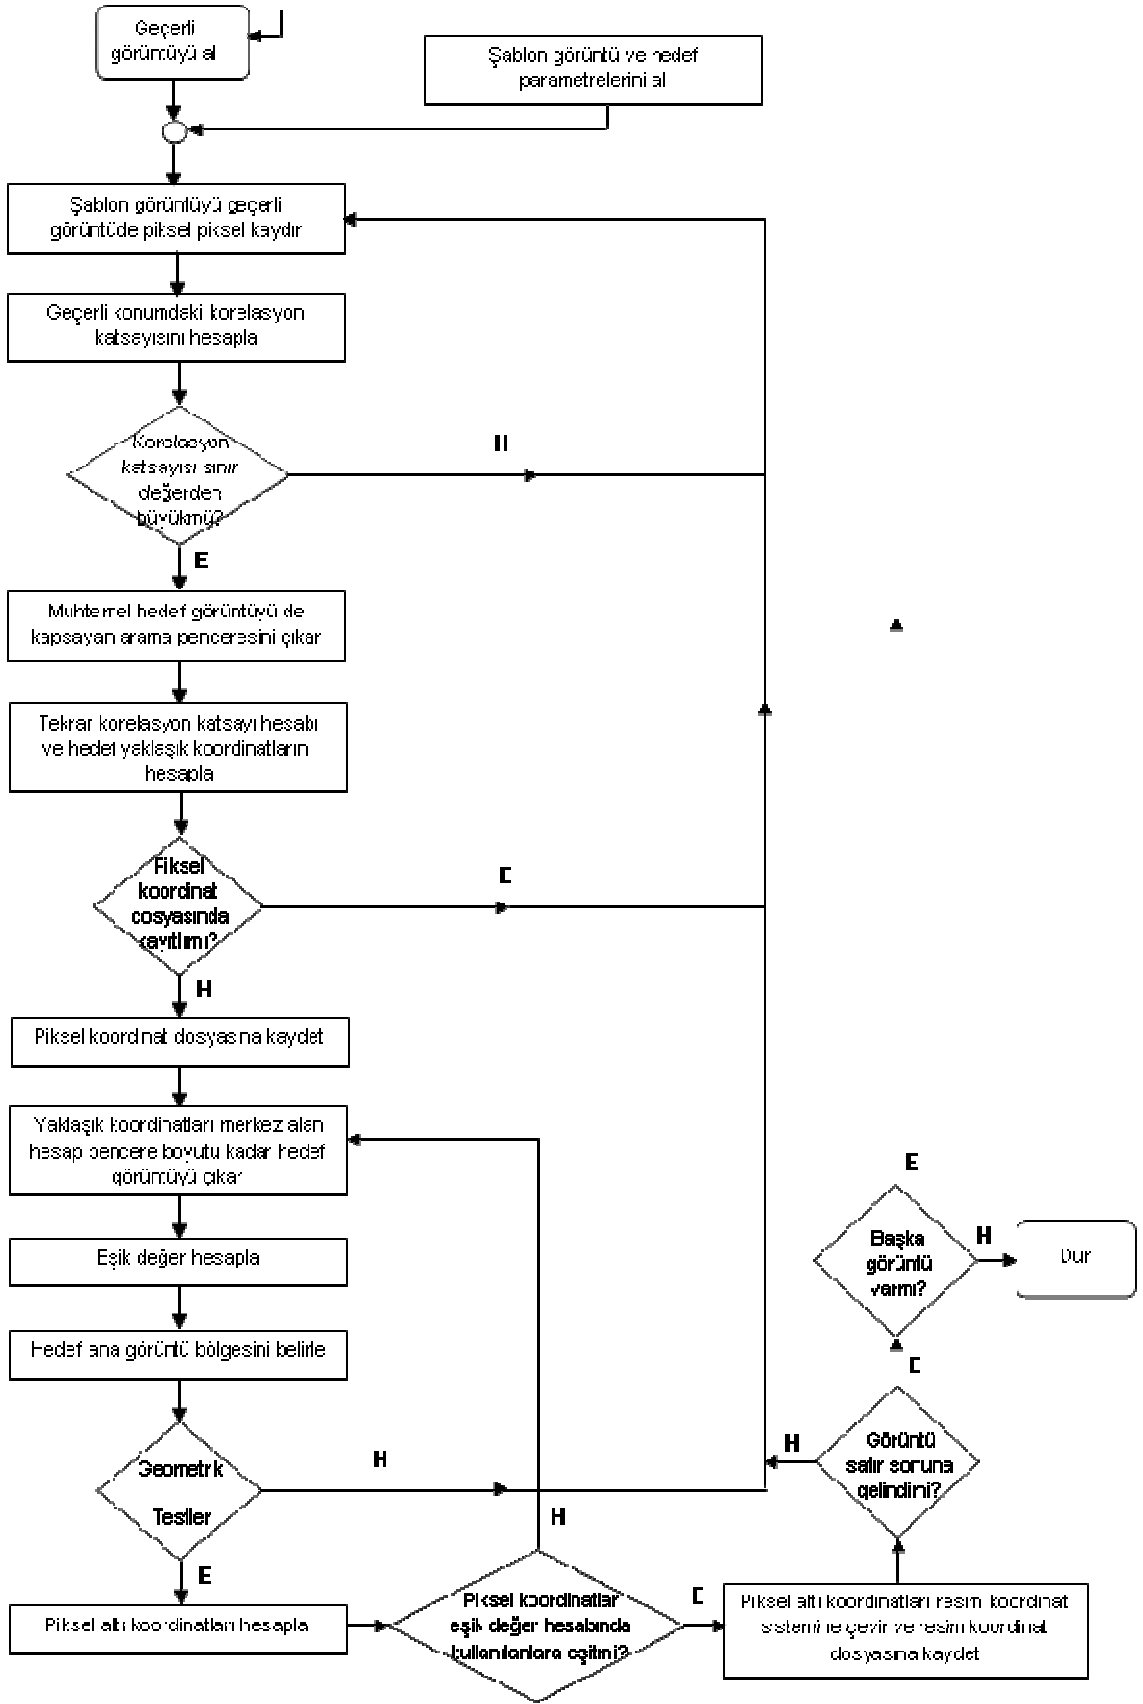 Geçerli
görüntüyü al
Şablon görüntü ve hedef
parametrelerini al
Şablon görüntüyü geçerli
görüntüde piksel piksel kaydır
Geçerli konumdaki korelasyon
katsayısını hesapla
Korelasyon
katsayısı sınır
değerden
büyükmü?
H
E
Muhtemel hedef görüntüyü de
kapsayan arama penceresini çıkar
Tekrar korelasyon katsayı hesabı
ve hedef yaklaşık koordinatların
hesapla
Piksel
koordinat
dosyasında
kayıtlımı?
E
H
Piksel koordinat dosyasına kaydet
Yaklaşık koordinatları merkez alan
hesap pencere boyutu kadar hedef
görüntüyü çıkar
Eşik değer hesapla
Hedef ana görüntü bölgesini belirle
Geometrik
Testler
H
E
Piksel altı koordinatları hesapla
H
Piksel koordinatlar
eşik değer hesabında
kullanılanlara eşitmi?
E
Piksel altı koordinatları resim koordinat
sistemine çevir ve resim koordinat
dosyasına kaydet
Görüntü
satır sonuna
gelindimi?
H
E
Başka
görüntü
varmı?
E
H
Dur